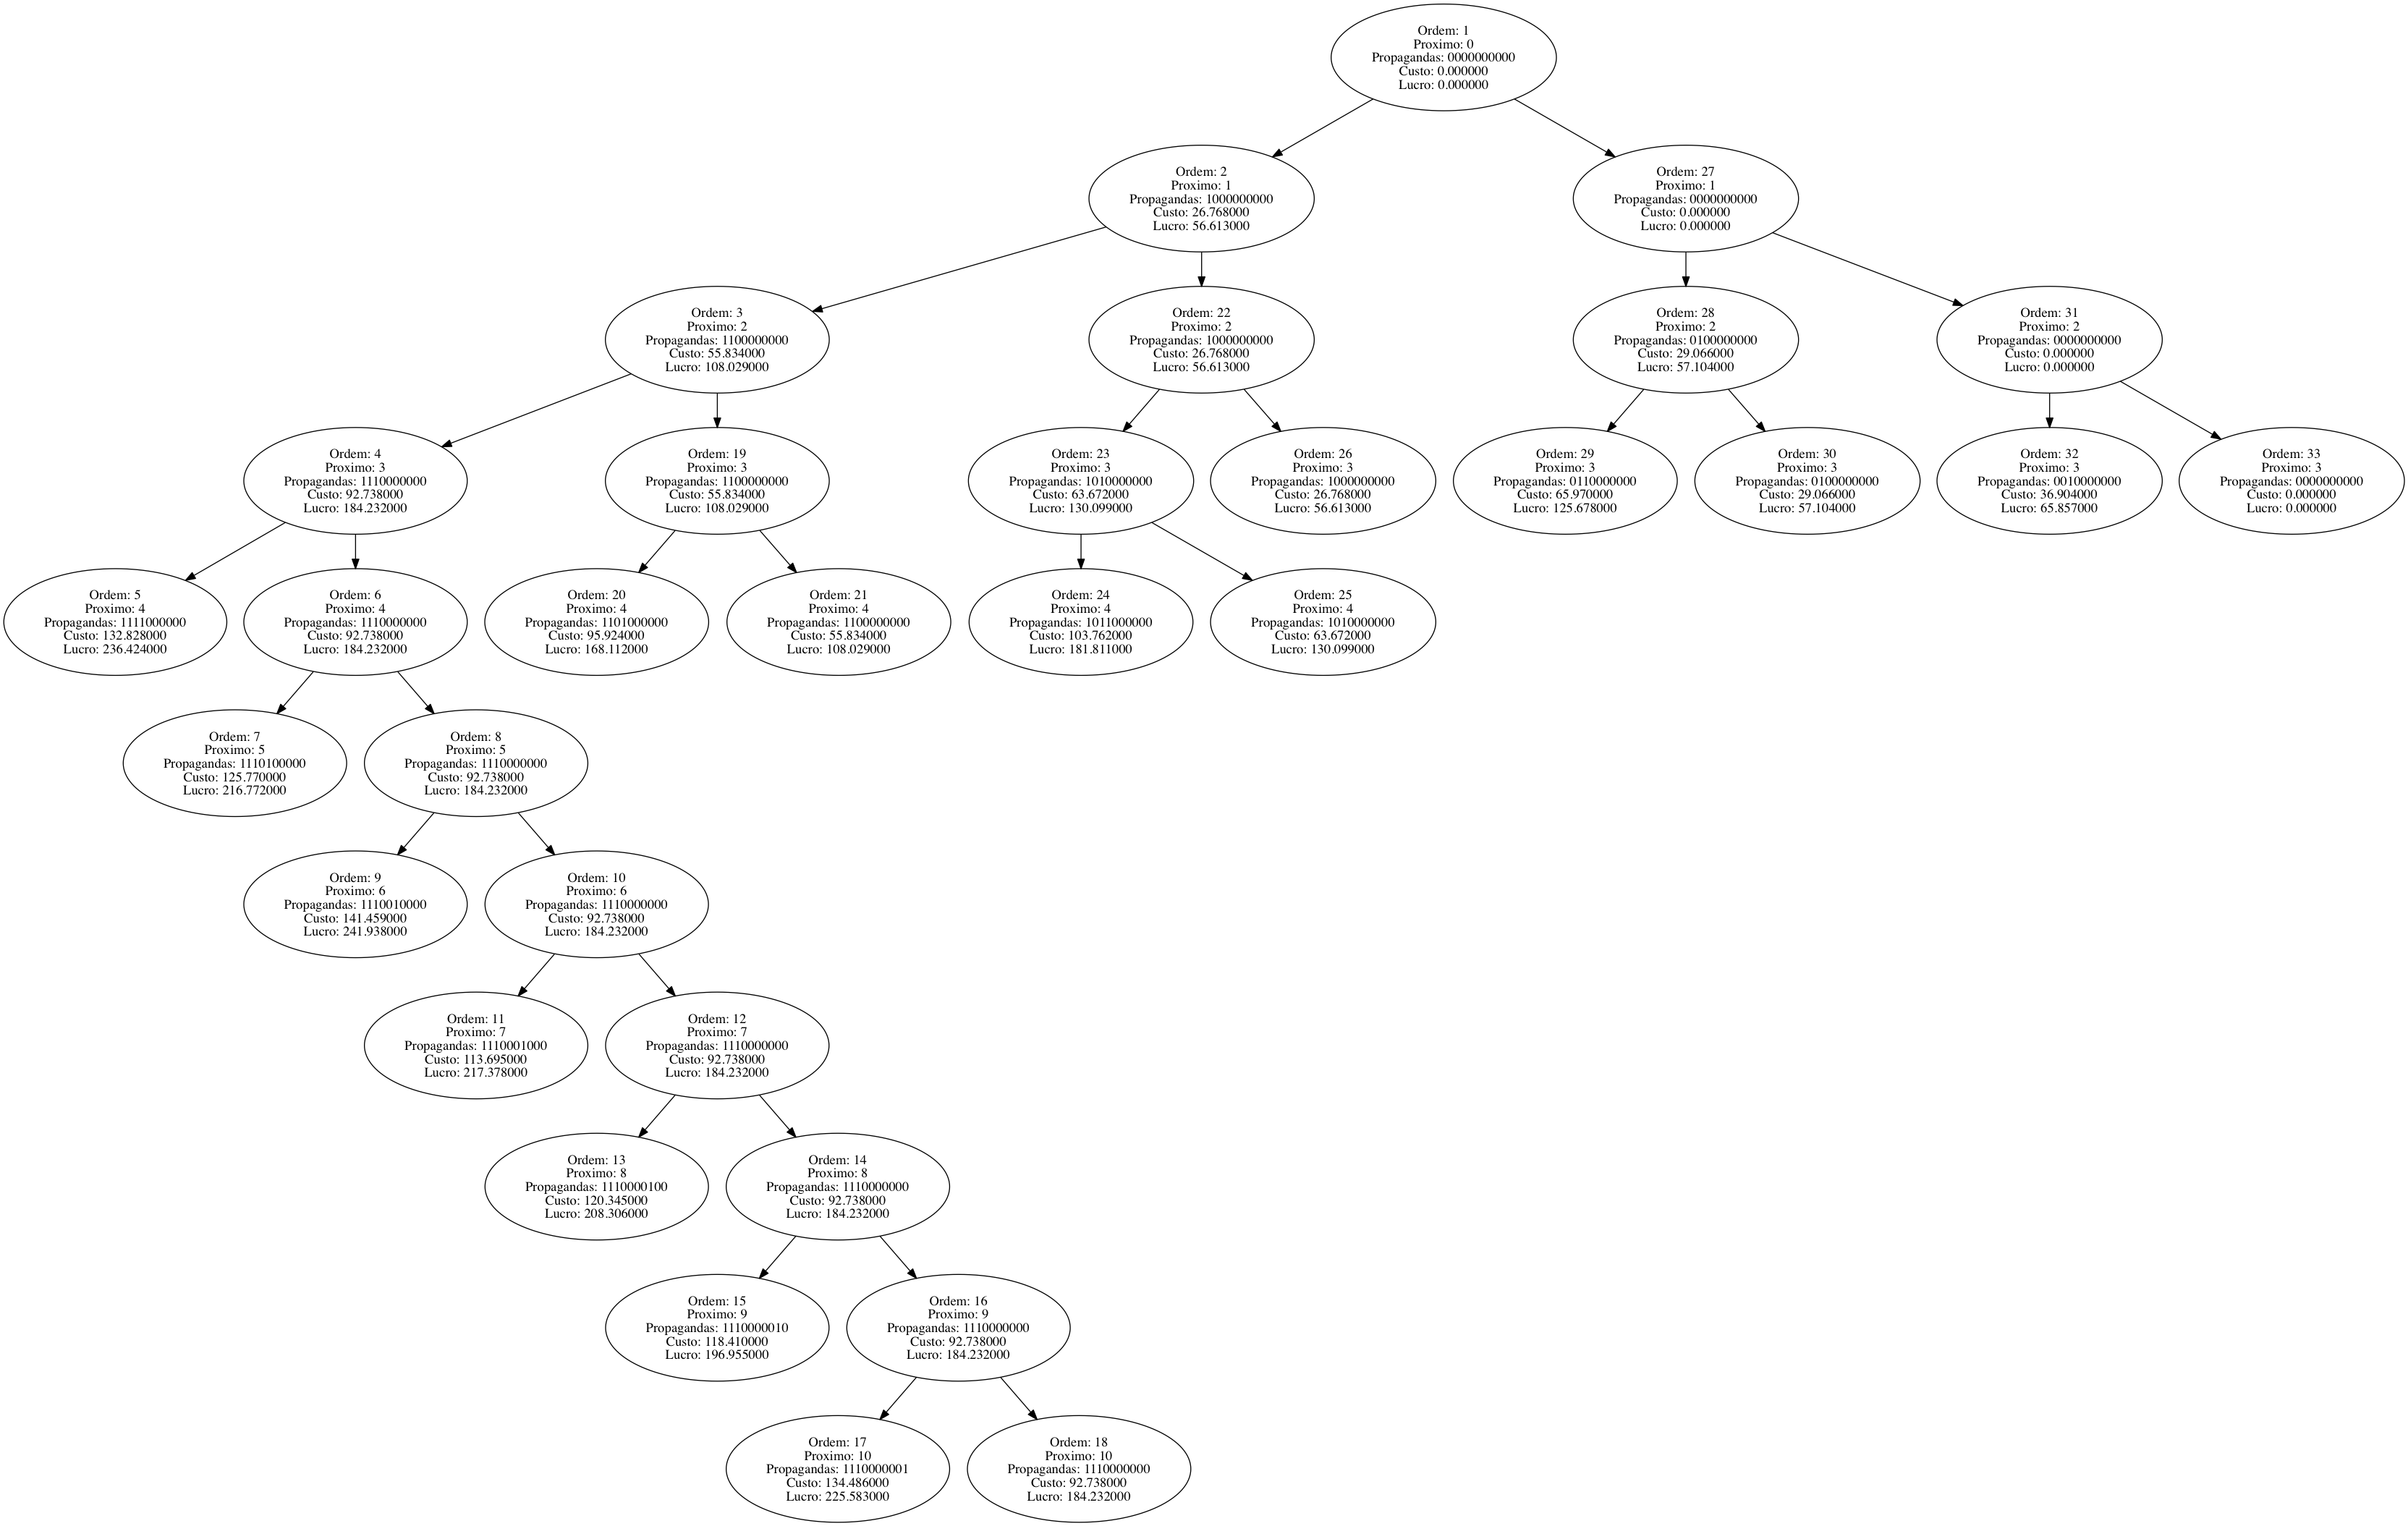 Ordem: 1
Proximo: 0
Propagandas: 0000000000
Custo: 0.000000
Lucro: 0.000000
Ordem: 2
Proximo: 1
Propagandas: 1000000000
Custo: 26.768000
Lucro: 56.613000
Ordem: 27
Proximo: 1
Propagandas: 0000000000
Custo: 0.000000
Lucro: 0.000000
Ordem: 3
Proximo: 2
Propagandas: 1100000000
Custo: 55.834000
Lucro: 108.029000
Ordem: 22
Proximo: 2
Propagandas: 1000000000
Custo: 26.768000
Lucro: 56.613000
Ordem: 28
Proximo: 2
Propagandas: 0100000000
Custo: 29.066000
Lucro: 57.104000
Ordem: 31
Proximo: 2
Propagandas: 0000000000
Custo: 0.000000
Lucro: 0.000000
Ordem: 4
Proximo: 3
Propagandas: 1110000000
Custo: 92.738000
Lucro: 184.232000
Ordem: 19
Proximo: 3
Propagandas: 1100000000
Custo: 55.834000
Lucro: 108.029000
Ordem: 23
Proximo: 3
Propagandas: 1010000000
Custo: 63.672000
Lucro: 130.099000
Ordem: 26
Proximo: 3
Propagandas: 1000000000
Custo: 26.768000
Lucro: 56.613000
Ordem: 29
Proximo: 3
Propagandas: 0110000000
Custo: 65.970000
Lucro: 125.678000
Ordem: 30
Proximo: 3
Propagandas: 0100000000
Custo: 29.066000
Lucro: 57.104000
Ordem: 32
Proximo: 3
Propagandas: 0010000000
Custo: 36.904000
Lucro: 65.857000
Ordem: 33
Proximo: 3
Propagandas: 0000000000
Custo: 0.000000
Lucro: 0.000000
Ordem: 5
Proximo: 4
Propagandas: 1111000000
Custo: 132.828000
Lucro: 236.424000
Ordem: 6
Proximo: 4
Propagandas: 1110000000
Custo: 92.738000
Lucro: 184.232000
Ordem: 20
Proximo: 4
Propagandas: 1101000000
Custo: 95.924000
Lucro: 168.112000
Ordem: 21
Proximo: 4
Propagandas: 1100000000
Custo: 55.834000
Lucro: 108.029000
Ordem: 24
Proximo: 4
Propagandas: 1011000000
Custo: 103.762000
Lucro: 181.811000
Ordem: 25
Proximo: 4
Propagandas: 1010000000
Custo: 63.672000
Lucro: 130.099000
Ordem: 7
Proximo: 5
Propagandas: 1110100000
Custo: 125.770000
Lucro: 216.772000
Ordem: 8
Proximo: 5
Propagandas: 1110000000
Custo: 92.738000
Lucro: 184.232000
Ordem: 9
Proximo: 6
Propagandas: 1110010000
Custo: 141.459000
Lucro: 241.938000
Ordem: 10
Proximo: 6
Propagandas: 1110000000
Custo: 92.738000
Lucro: 184.232000
Ordem: 11
Proximo: 7
Propagandas: 1110001000
Custo: 113.695000
Lucro: 217.378000
Ordem: 12
Proximo: 7
Propagandas: 1110000000
Custo: 92.738000
Lucro: 184.232000
Ordem: 13
Proximo: 8
Propagandas: 1110000100
Custo: 120.345000
Lucro: 208.306000
Ordem: 14
Proximo: 8
Propagandas: 1110000000
Custo: 92.738000
Lucro: 184.232000
Ordem: 15
Proximo: 9
Propagandas: 1110000010
Custo: 118.410000
Lucro: 196.955000
Ordem: 16
Proximo: 9
Propagandas: 1110000000
Custo: 92.738000
Lucro: 184.232000
Ordem: 17
Proximo: 10
Propagandas: 1110000001
Custo: 134.486000
Lucro: 225.583000
Ordem: 18
Proximo: 10
Propagandas: 1110000000
Custo: 92.738000
Lucro: 184.232000